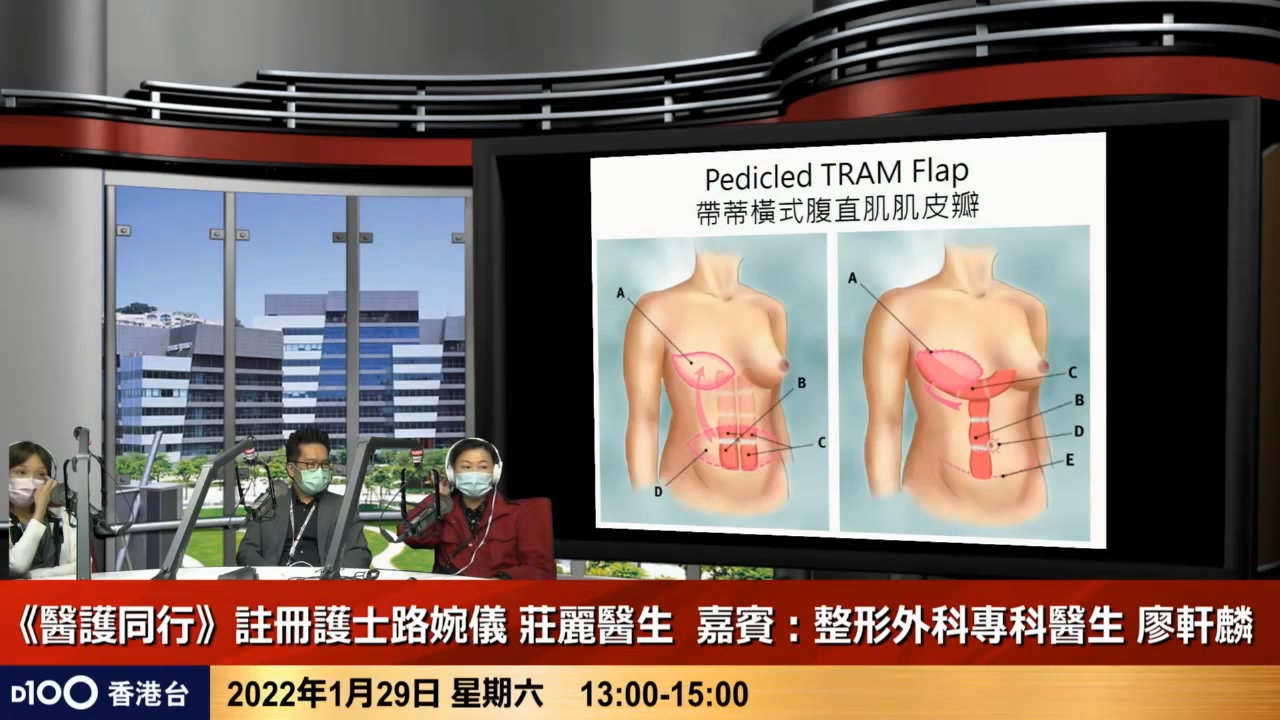 Pedicled TRAM Flap
帶蒂橫式腹直肌肌皮瓣
A
B
C
D
A
C
B
D
E
《醫護同行》註冊護士路婉儀 莊麗醫生 嘉賓：整形外科專科醫生 廖軒麟
D100 香港台 2022年1月29日 星期六 13:00-15:00